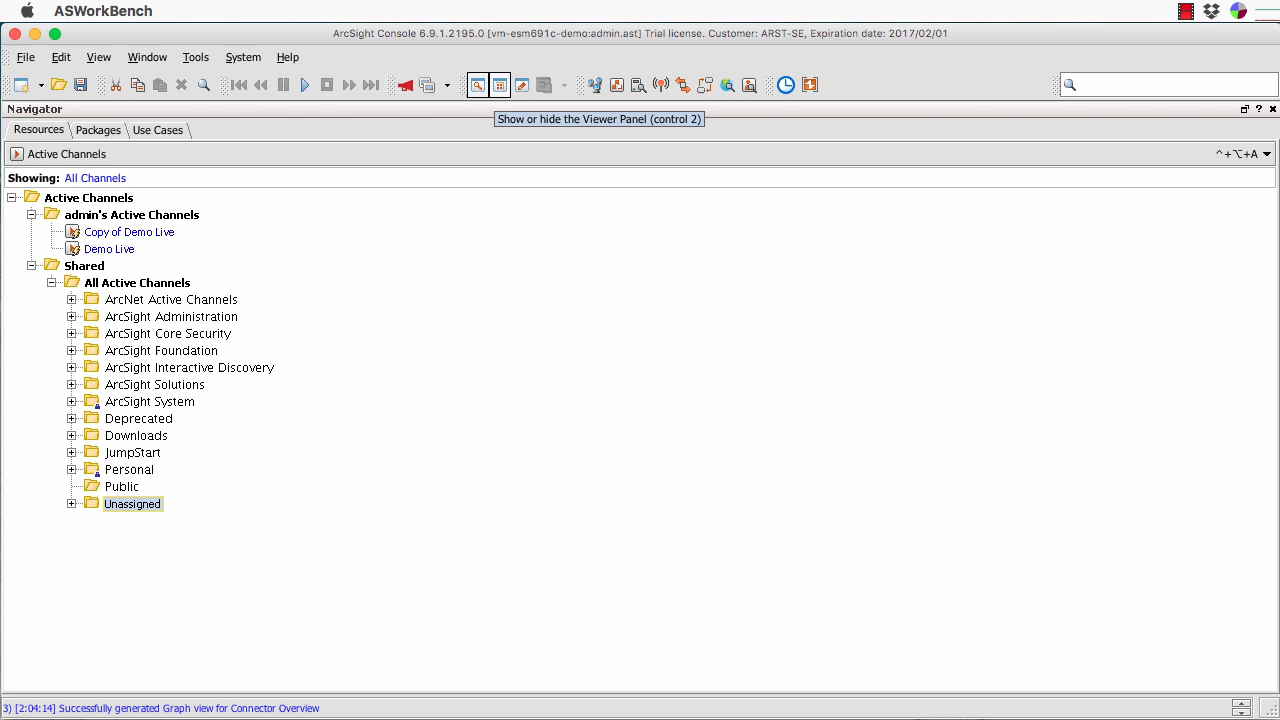 ASWorkBench
ArcSight Console 6.9.1.2195.0 [vm-esm691c-demo:admin.ast] Trial license. Customer: ARST-SE, Expiration date: 2017/02/01
File Edit View Window Tools System Help
Navigator
Show or hide the Viewer Panel (control 2)
Resources Packages Use Cases
Active Channels ^+⌥+A
Showing: All Channels
Active Channels
admin's Active Channels
Copy of Demo Live
Demo Live
Shared
All Active Channels
ArcNet Active Channels
ArcSight Administration
ArcSight Core Security
ArcSight Foundation
ArcSight Interactive Discovery
ArcSight Solutions
ArcSight System
Deprecated
Downloads
JumpStart
Personal
Public
Unassigned
3) [2:04:14] Successfully generated Graph view for Connector Overview